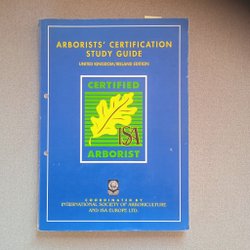 ARBORISTS' CERTIFICATION
STUDY GUIDE
UNITED KINGDOM/IRELAND EDITION
CERTIFIED
ISA
ARBORIST
COORDINATED BY
INTERNATIONAL SOCIETY OF ARBORICULTURE
AND ISA EUROPE LTD.